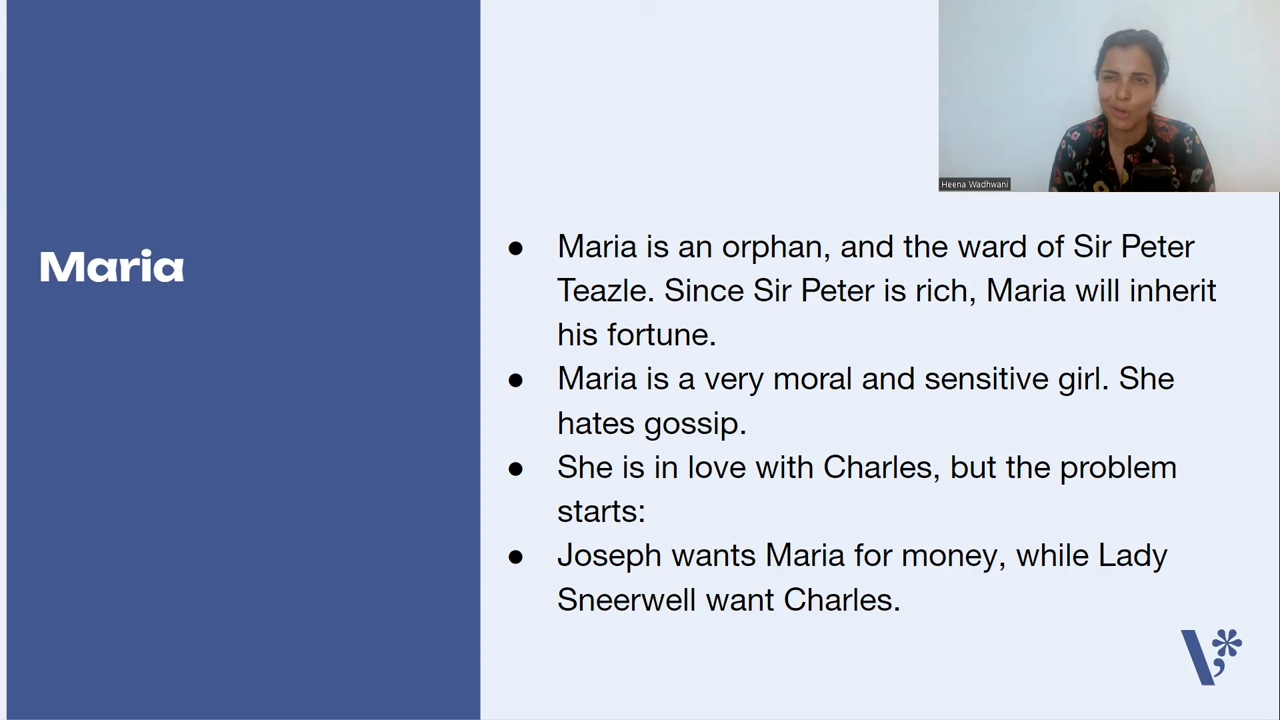 Heena Wadhwani
Maria
● Maria is an orphan, and the ward of Sir Peter
Teazle. Since Sir Peter is rich, Maria will inherit
his fortune.
● Maria is a very moral and sensitive girl. She
hates gossip.
● She is in love with Charles, but the problem
starts:
● Joseph wants Maria for money, while Lady
Sneerwell want Charles.